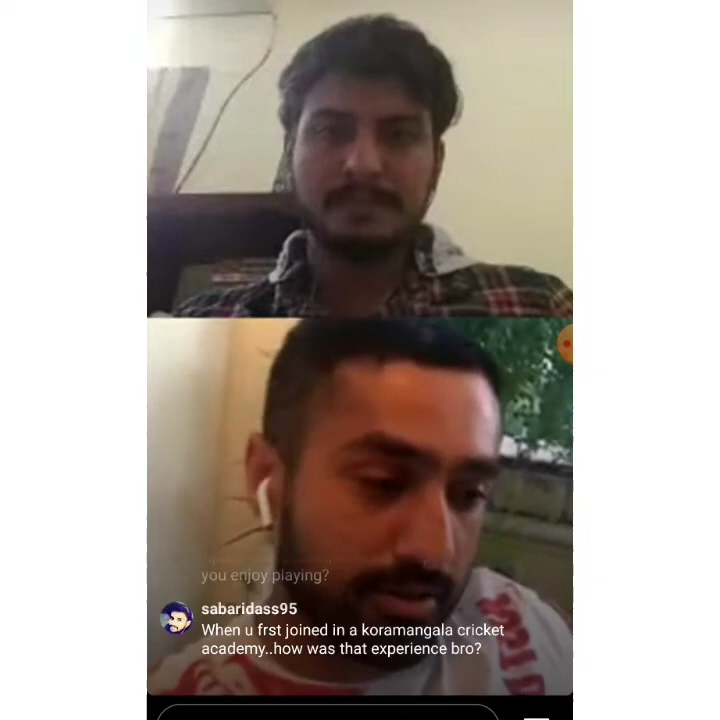 you enjoy playing?
sabaridass95
When u frst joined in a koramangala cricket
academy..how was that experience bro?